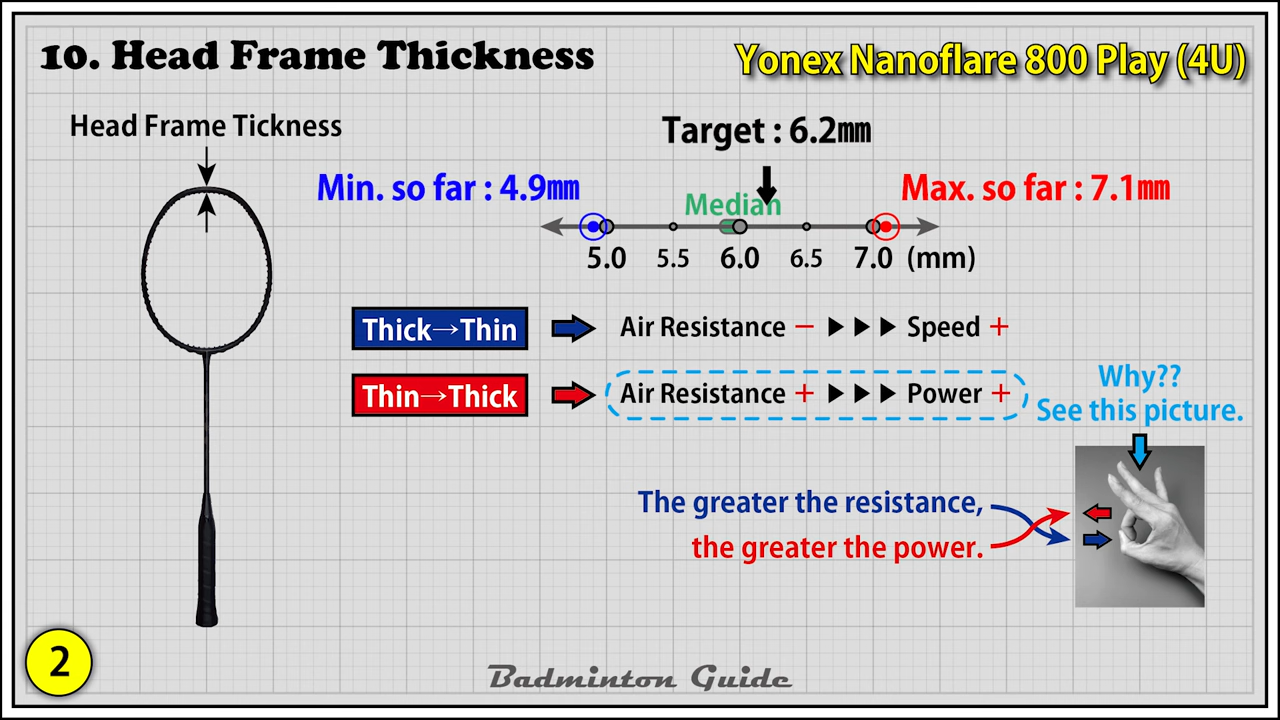 10. Head Frame Thickness
Yonex Nanoflare 800 Play (4U)
Head Frame Tickness
Target : 6.2㎜
Min. so far : 4.9㎜
Max. so far : 7.1㎜
Median
5.0 5.5 6.0 6.5 7.0 (mm)
Thick→Thin Air Resistance − ▶ ▶ ▶ Speed +
Thin→Thick Air Resistance + ▶ ▶ ▶ Power +
Why??
See this picture.
The greater the resistance,
the greater the power.
2
Badminton Guide